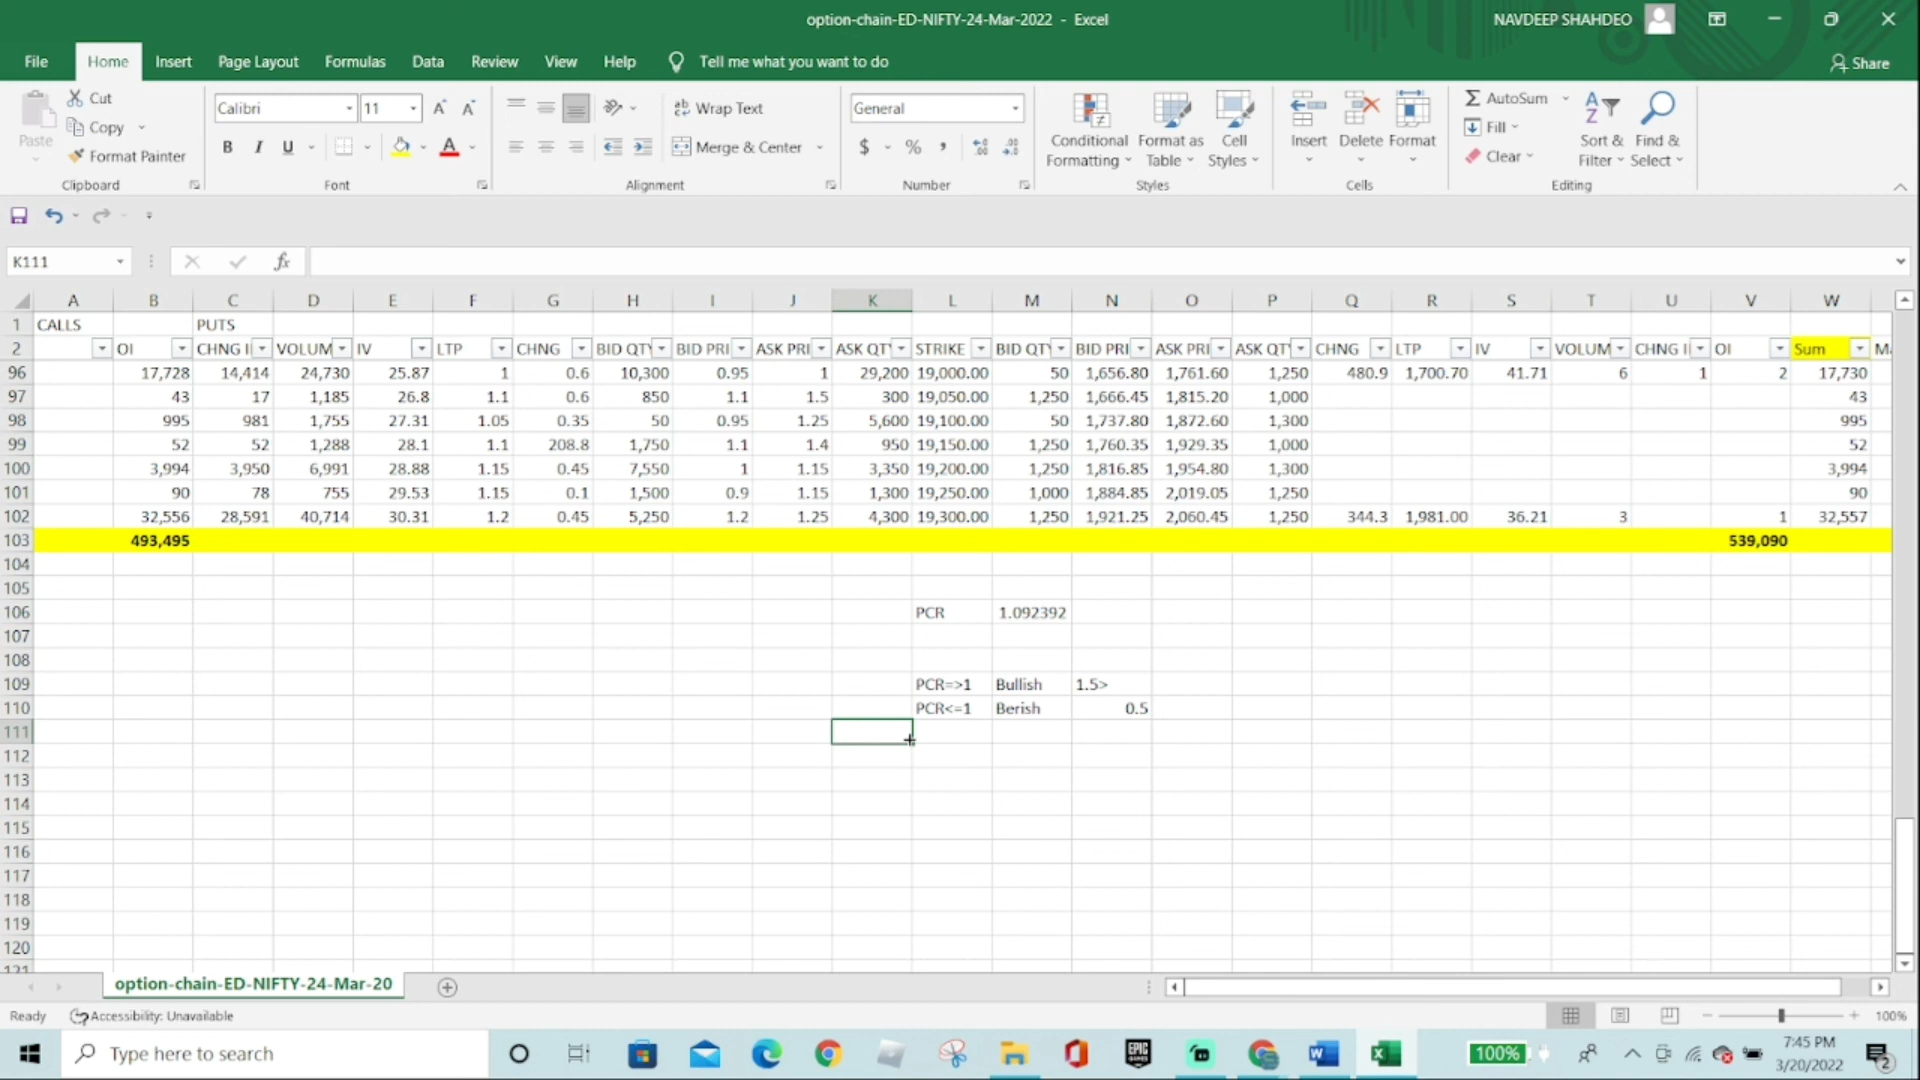 option-chain-ED-NIFTY-24-Mar-2022 - Excel
NAVDEEP SHAHDEO
File Home Insert Page Layout Formulas Data Review View Help Tell me what you want to do Share
Paste Cut Copy Format Painter
Calibri 11
B I U
Wrap Text
Merge & Center
General
$ % ,
Conditional Formatting
Format as Table
Cell Styles
Insert Delete Format
AutoSum
Fill
Clear
Sort & Filter
Find & Select
Clipboard Font Alignment Number Styles Cells Editing
K111 fx
A B C D E F G H I J K L M N O P Q R S T U V W
1 CALLS PUTS
2 OI CHNG I VOLUM IV LTP CHNG BID QTY BID PRI ASK PRI ASK QT STRIKE BID QTY BID PRI ASK PRI ASK QT CHNG LTP IV VOLUM CHNG I OI Sum M
96 17,728 14,414 24,730 25.87 1 0.6 10,300 0.95 1 29,200 19,000.00 50 1,656.80 1,761.60 1,250 480.9 1,700.70 41.71 6 1 2 17,730
97 43 17 1,185 26.8 1.1 0.6 850 1.1 1.5 300 19,050.00 1,250 1,666.45 1,815.20 1,000 43
98 995 981 1,755 27.31 1.05 0.35 50 0.95 1.25 5,600 19,100.00 50 1,737.80 1,872.60 1,300 995
99 52 52 1,288 28.1 1.1 208.8 1,750 1.1 1.4 950 19,150.00 1,250 1,760.35 1,929.35 1,000 52
100 3,994 3,950 6,991 28.88 1.15 0.45 7,550 1 1.15 3,350 19,200.00 1,250 1,816.85 1,954.80 1,300 3,994
101 90 78 755 29.53 1.15 0.1 1,500 0.9 1.15 1,300 19,250.00 1,000 1,884.85 2,019.05 1,250 90
102 32,556 28,591 40,714 30.31 1.2 0.45 5,250 1.2 1.25 4,300 19,300.00 1,250 1,921.25 2,060.45 1,250 344.3 1,981.00 36.21 3 1 32,557
103 493,495 539,090
104
105
106 PCR 1.092392
107
108
109 PCR=>1 Bullish 1.5>
110 PCR<=1 Berish 0.5
111
112
113
114
115
116
117
118
119
120
121
option-chain-ED-NIFTY-24-Mar-20
Ready Accessibility: Unavailable 100%
Type here to search
EPIC GAMES
100%
7:45 PM
3/20/2022
2